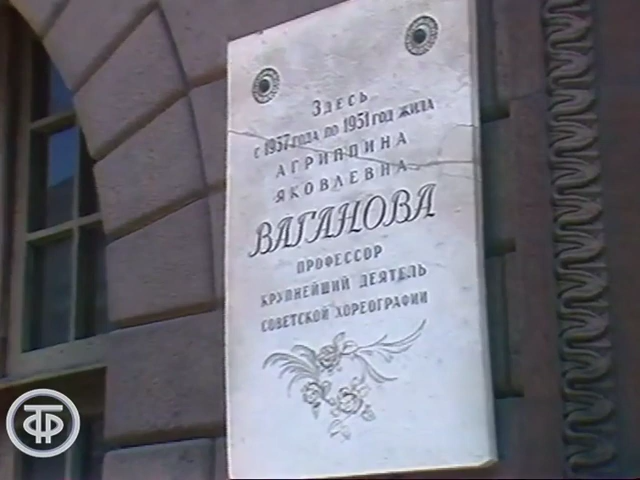 Здесь
с 1937 года по 1951 год жила
Агриппина
Яковлевна
Ваганова
профессор
крупнейший деятель
советской хореографии